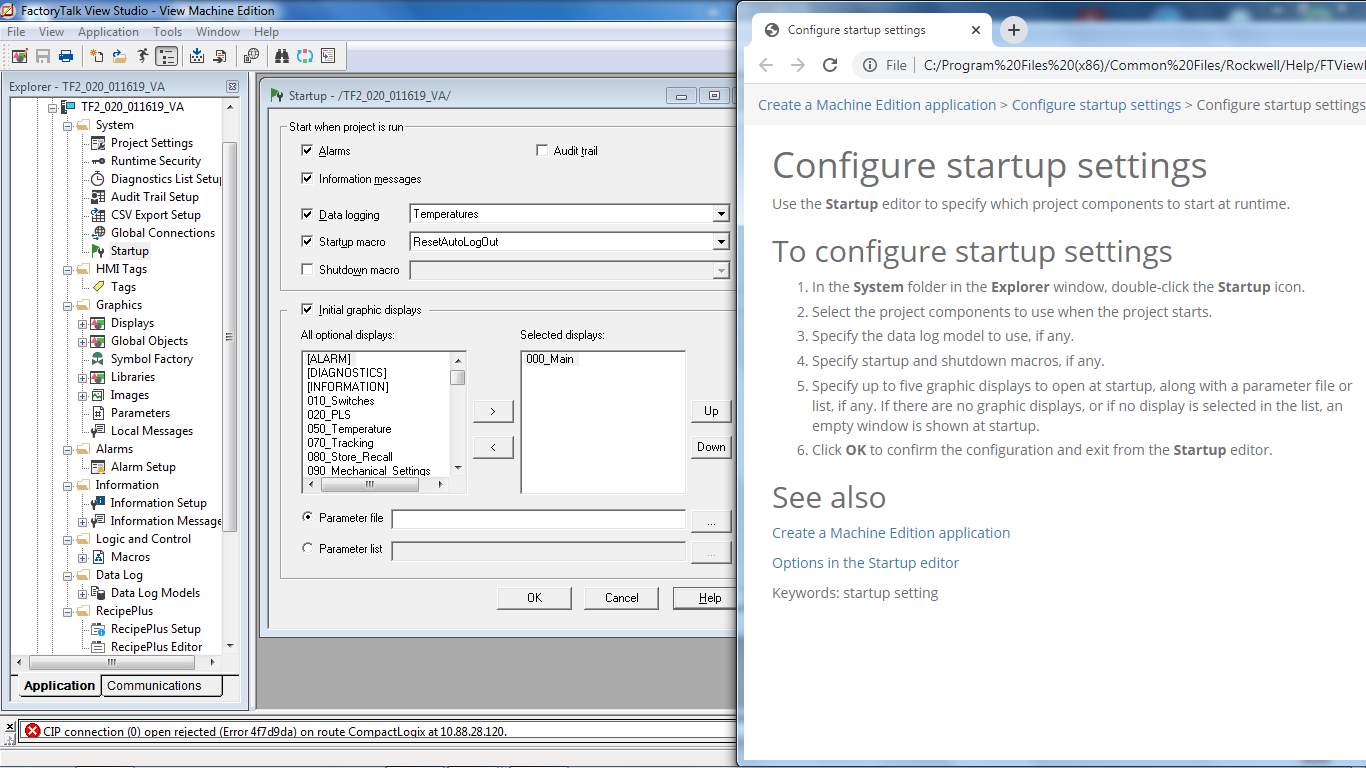 FactoryTalk View Studio - View Machine Edition
File View Application Tools Window Help
Explorer - TF2_020_011619_VA
TF2_020_011619_VA
System
Project Settings
Runtime Security
Diagnostics List Setu
Audit Trail Setup
CSV Export Setup
Global Connections
Startup
HMI Tags
Tags
Graphics
Displays
Global Objects
Symbol Factory
Libraries
Images
Parameters
Local Messages
Alarms
Alarm Setup
Information
Information Setup
Information Message
Logic and Control
Macros
Data Log
Data Log Models
RecipePlus
RecipePlus Setup
RecipePlus Editor
Application Communications
Startup - /TF2_020_011619_VA/
Start when project is run
Alarms Audit trail
Information messages
Data logging Temperatures
Startup macro ResetAutoLogOut
Shutdown macro
Initial graphic displays
All optional displays: Selected displays:
[ALARM]
[DIAGNOSTICS]
[INFORMATION]
010_Switches
020_PLS
050_Temperature
070_Tracking
080_Store_Recall
090_Mechanical_Settings
000_Main
>
<
Up
Down
Parameter file ...
Parameter list ...
OK Cancel Help
CIP connection (0) open rejected (Error 4f7d9da) on route CompactLogix at 10.88.28.120.
Configure startup settings
File | C:/Program%20Files%20(x86)/Common%20Files/Rockwell/Help/FTViewI
Create a Machine Edition application > Configure startup settings > Configure startup settings
Configure startup settings
Use the Startup editor to specify which project components to start at runtime.
To configure startup settings
1. In the System folder in the Explorer window, double-click the Startup icon.
2. Select the project components to use when the project starts.
3. Specify the data log model to use, if any.
4. Specify startup and shutdown macros, if any.
5. Specify up to five graphic displays to open at startup, along with a parameter file or
list, if any. If there are no graphic displays, or if no display is selected in the list, an
empty window is shown at startup.
6. Click OK to confirm the configuration and exit from the Startup editor.
See also
Create a Machine Edition application
Options in the Startup editor
Keywords: startup setting